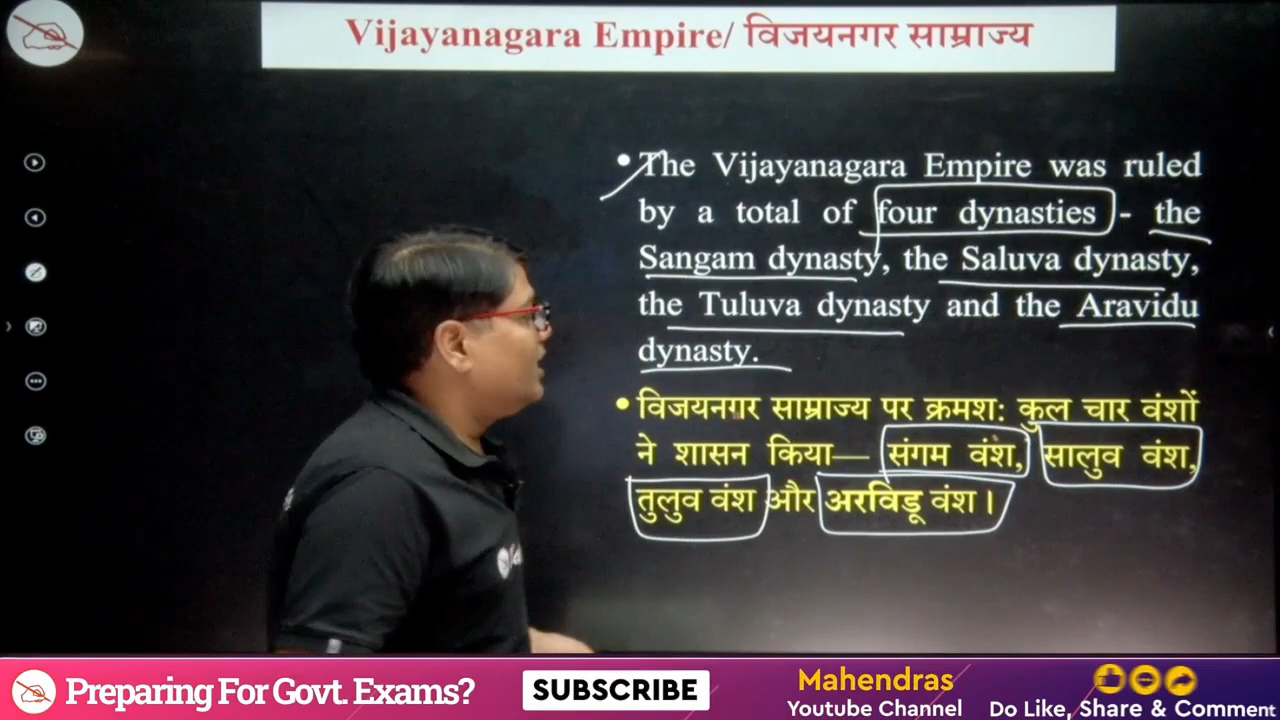 Vijayanagara Empire/ विजयनगर साम्राज्य
• The Vijayanagara Empire was ruled
by a total of four dynasties - the
Sangam dynasty, the Saluva dynasty,
the Tuluva dynasty and the Aravidu
dynasty.
• विजयनगर साम्राज्य पर क्रमश: कुल चार वंशों
ने शासन किया— संगम वंश, सालुव वंश,
तुलुव वंश और अरविडू वंश।
Preparing For Govt. Exams?
SUBSCRIBE
Mahendras
Youtube Channel
Do Like, Share & Comment